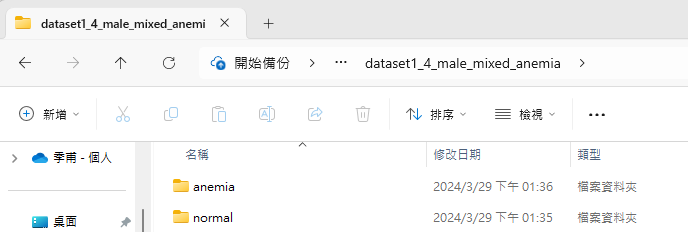 dataset1_4_male_mixed_anemi
開始備份
dataset1_4_male_mixed_anemia
新增
排序
檢視
季甫 - 個人
名稱
修改日期
類型
anemia
2024/3/29 下午 01:36
檔案資料夾
桌面
normal
2024/3/29 下午 01:35
檔案資料夾